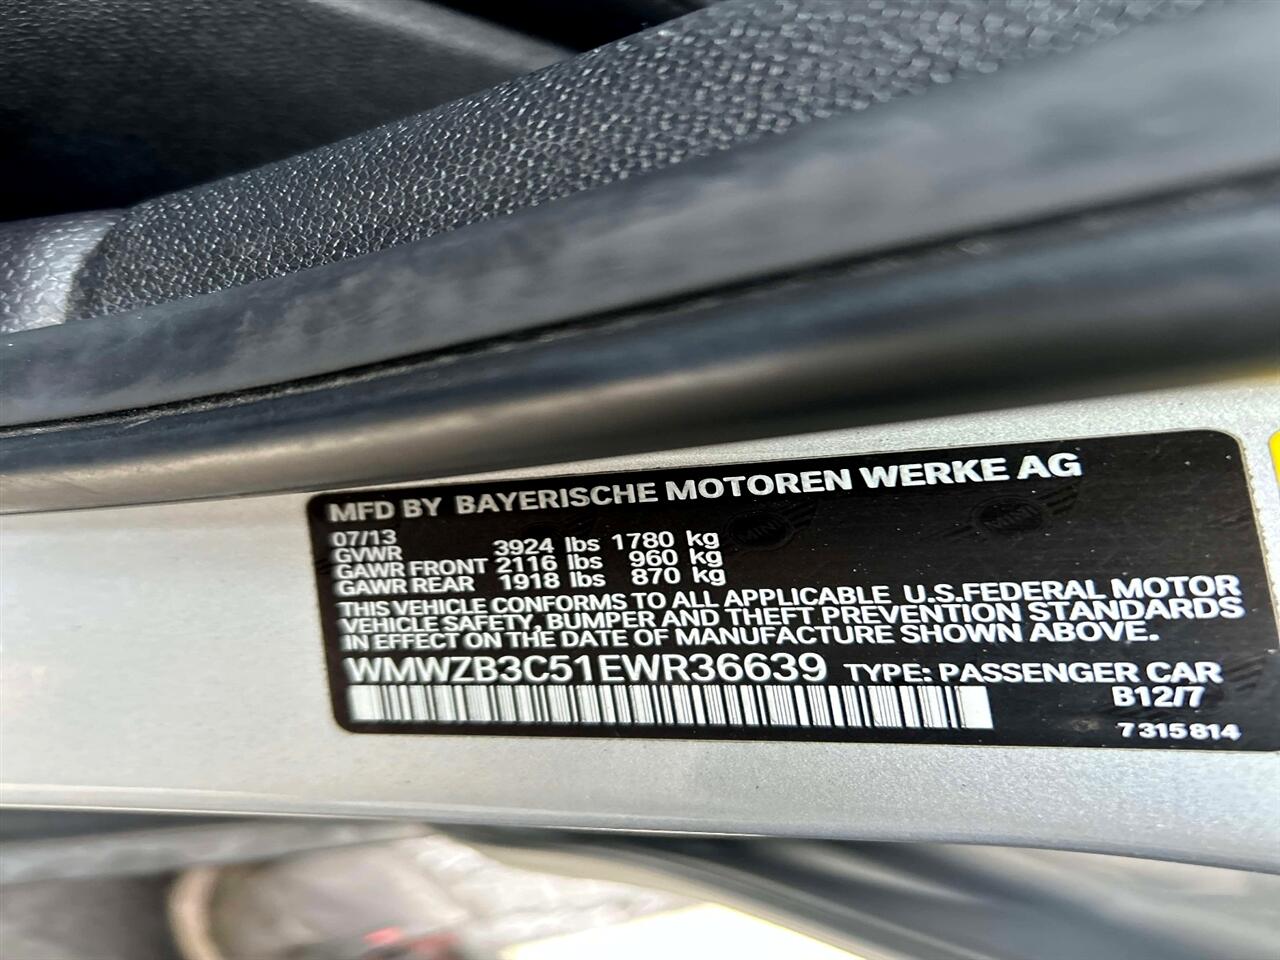 MFD BY BAYERISCHE MOTOREN WERKE AG
07/13
GVWR 3924 lbs 1780 kg
GAWR FRONT 2116 lbs 960 kg
GAWR REAR 1918 lbs 870 kg
THIS VEHICLE CONFORMS TO ALL APPLICABLE U.S.FEDERAL MOTOR
VEHICLE SAFETY, BUMPER AND THEFT PREVENTION STANDARDS
IN EFFECT ON THE DATE OF MANUFACTURE SHOWN ABOVE.
WMWZB3C51EWR36639 TYPE: PASSENGER CAR
B12/7
7 315 814
MINI
MINI